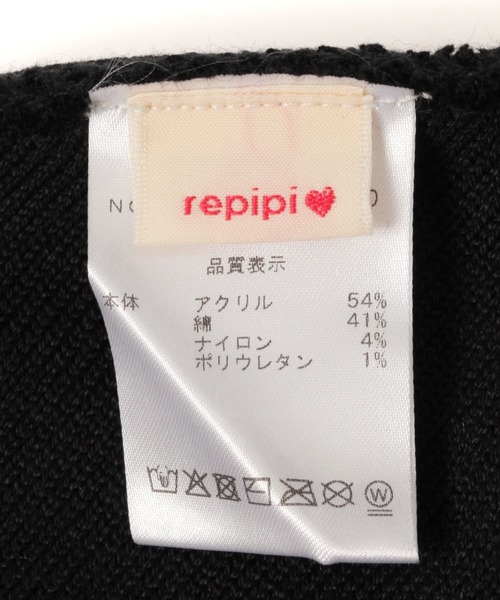 repipi
品質表示
本体 アクリル 54%
綿 41%
ナイロン 4%
ポリウレタン 1%
W